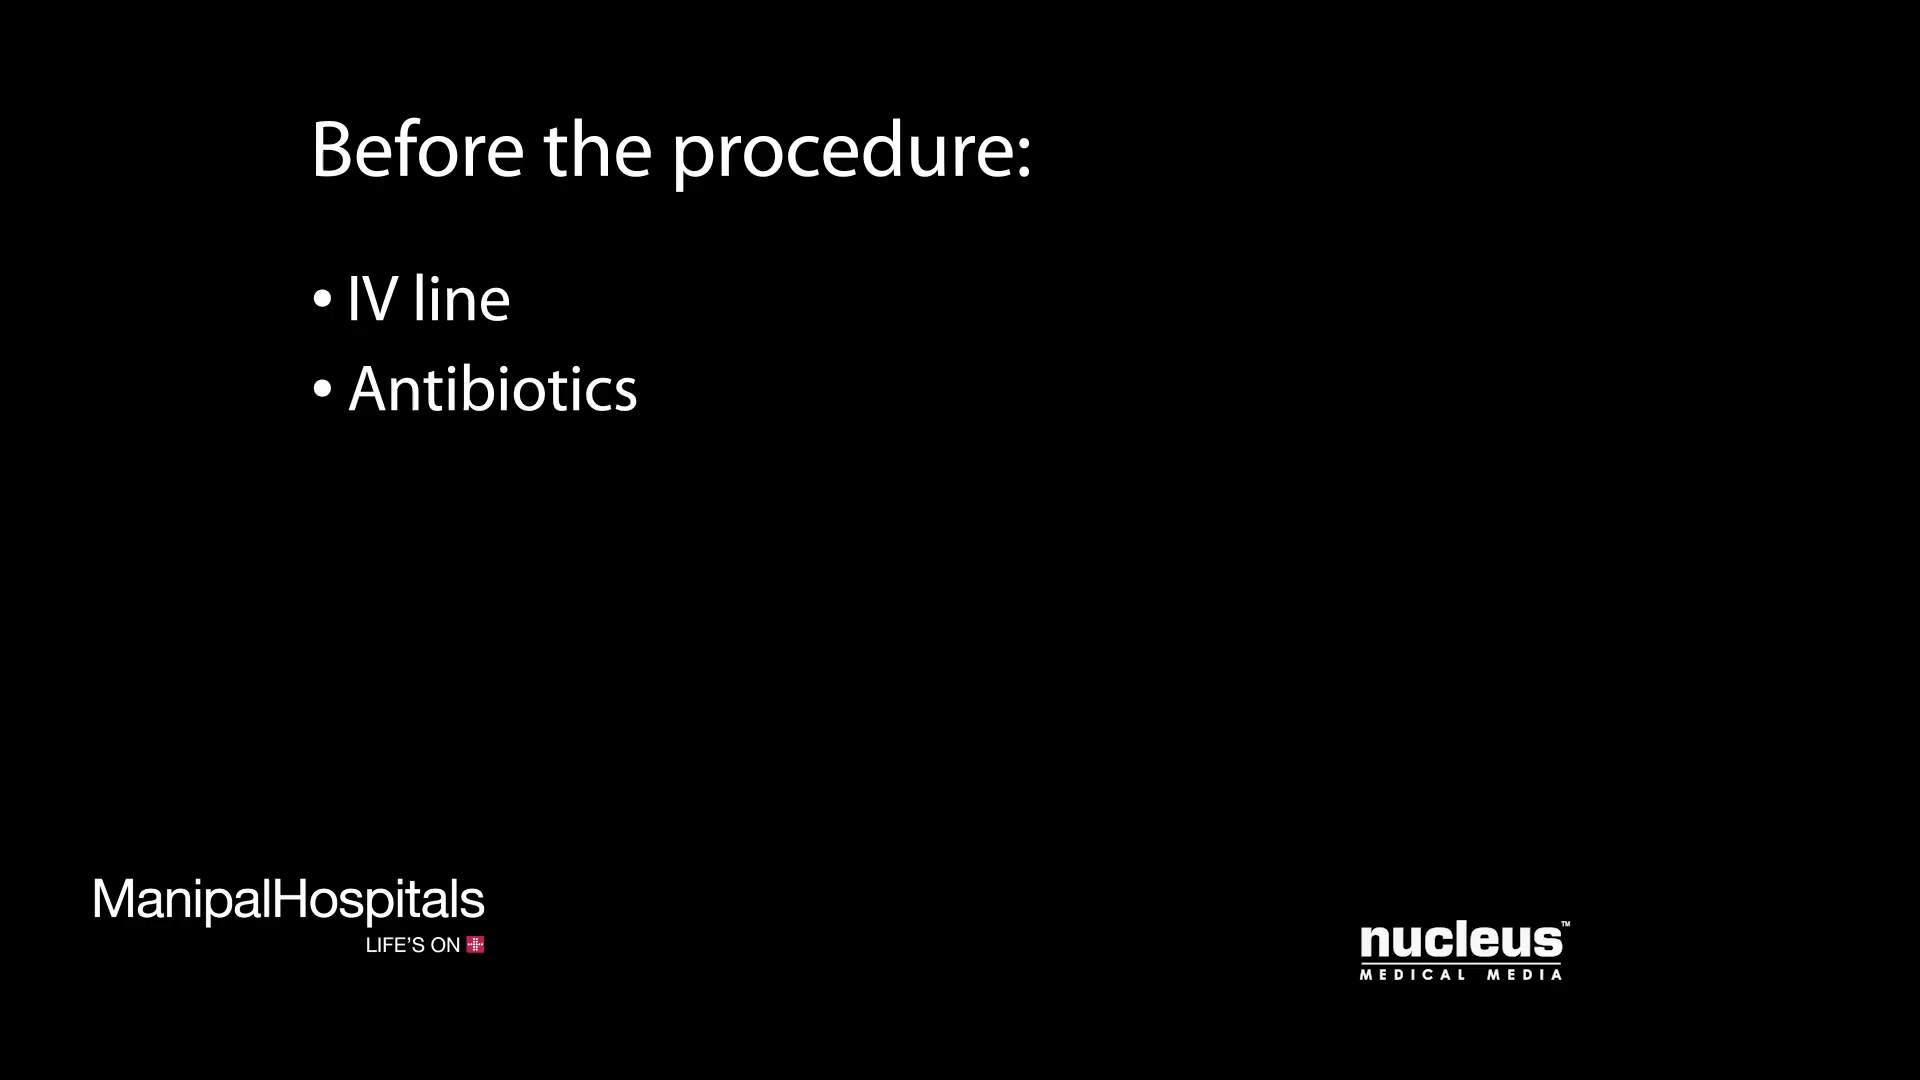 Before the procedure:
• IV line
• Antibiotics
ManipalHospitals
LIFE'S ON
nucleus™
MEDICAL MEDIA